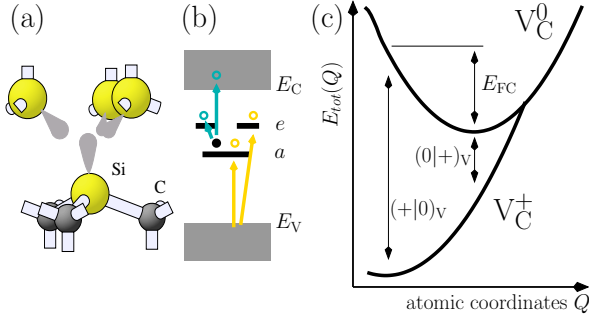 (a)
Si
C
(b)
E_C
e
a
E_V
(c)
E_tot(Q)
V_C^0
E_FC
(0|+)_V
(+|0)_V
V_C^+
atomic coordinates Q